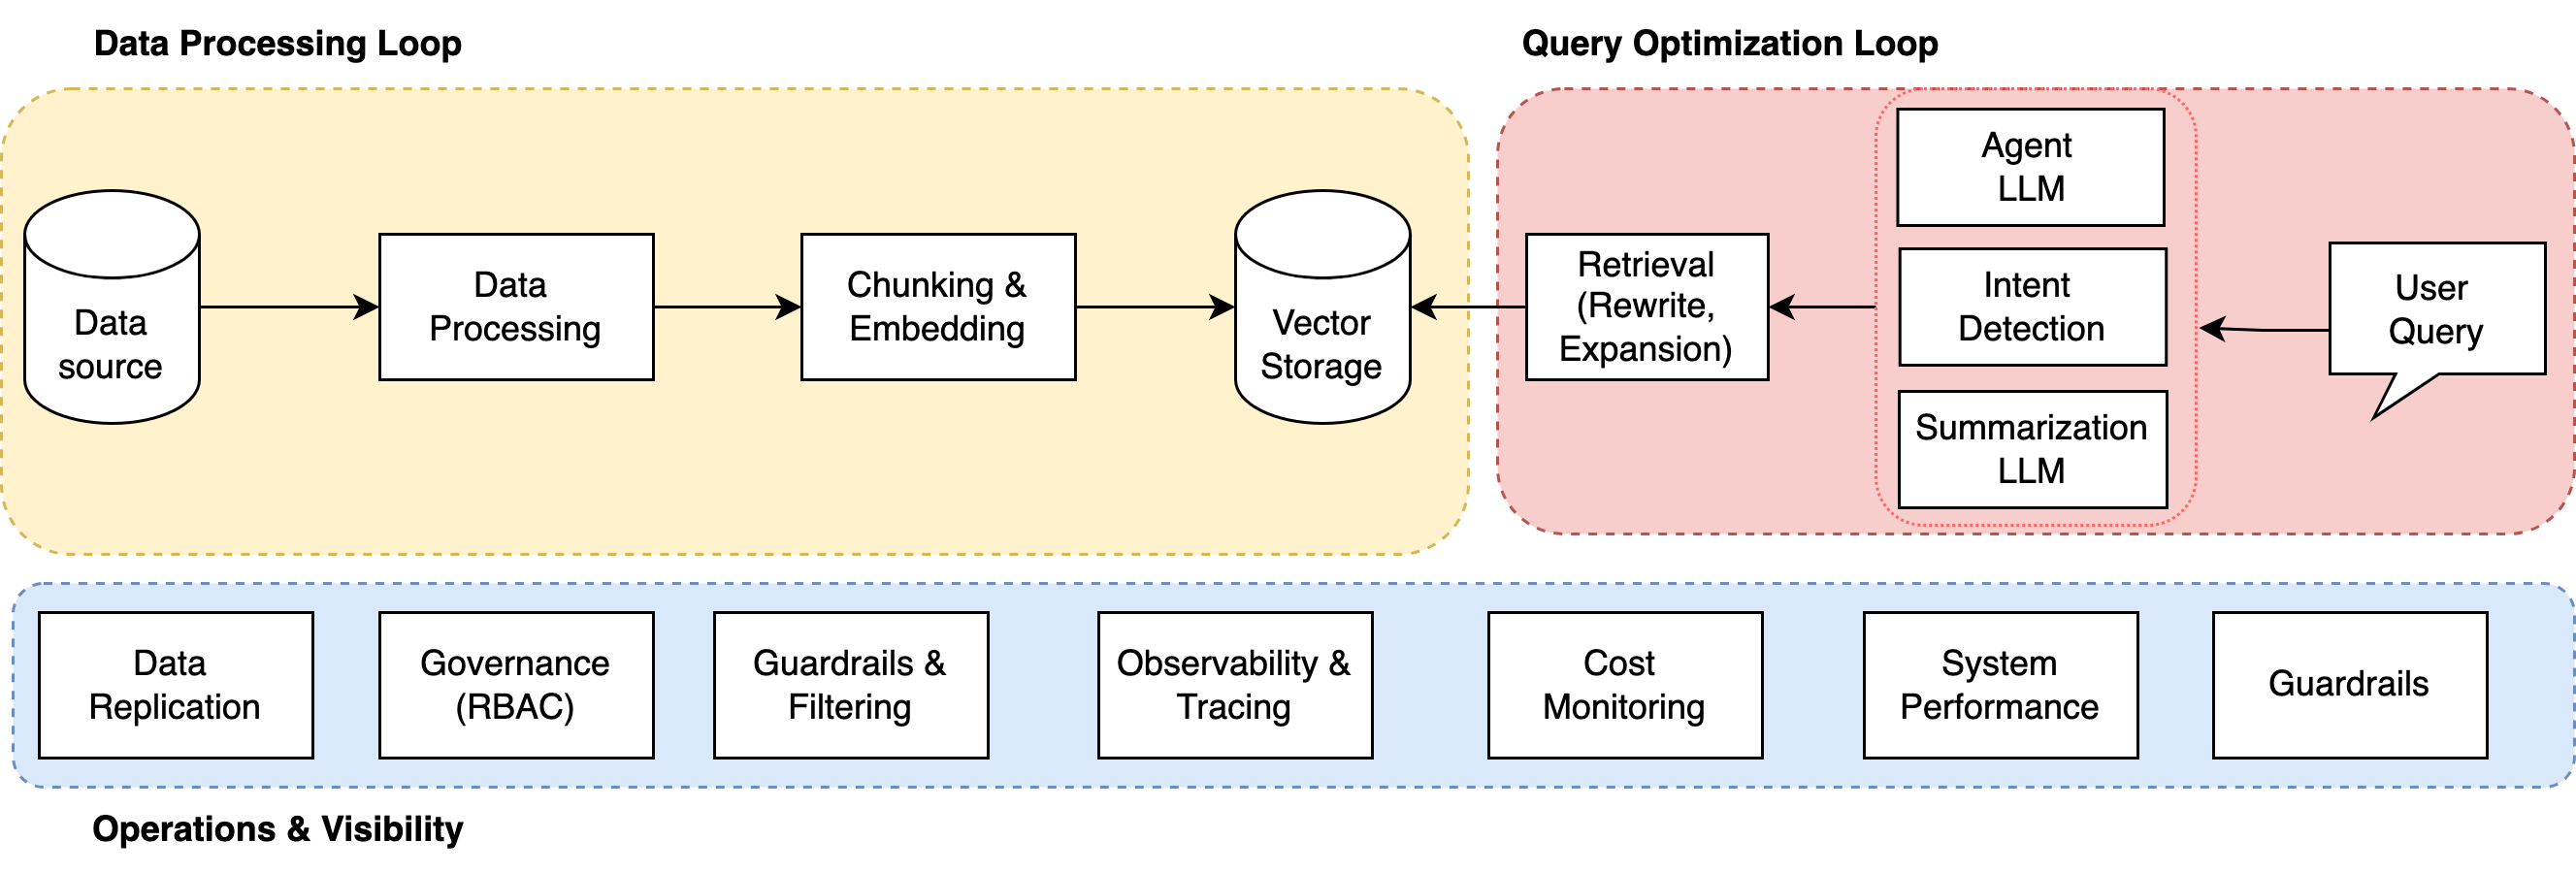 Data Processing Loop
Query Optimization Loop
Data
source
Data
Processing
Chunking &
Embedding
Vector
Storage
Retrieval
(Rewrite,
Expansion)
Agent
LLM
Intent
Detection
Summarization
LLM
User
Query
Data
Replication
Governance
(RBAC)
Guardrails &
Filtering
Observability &
Tracing
Cost
Monitoring
System
Performance
Guardrails
Operations & Visibility